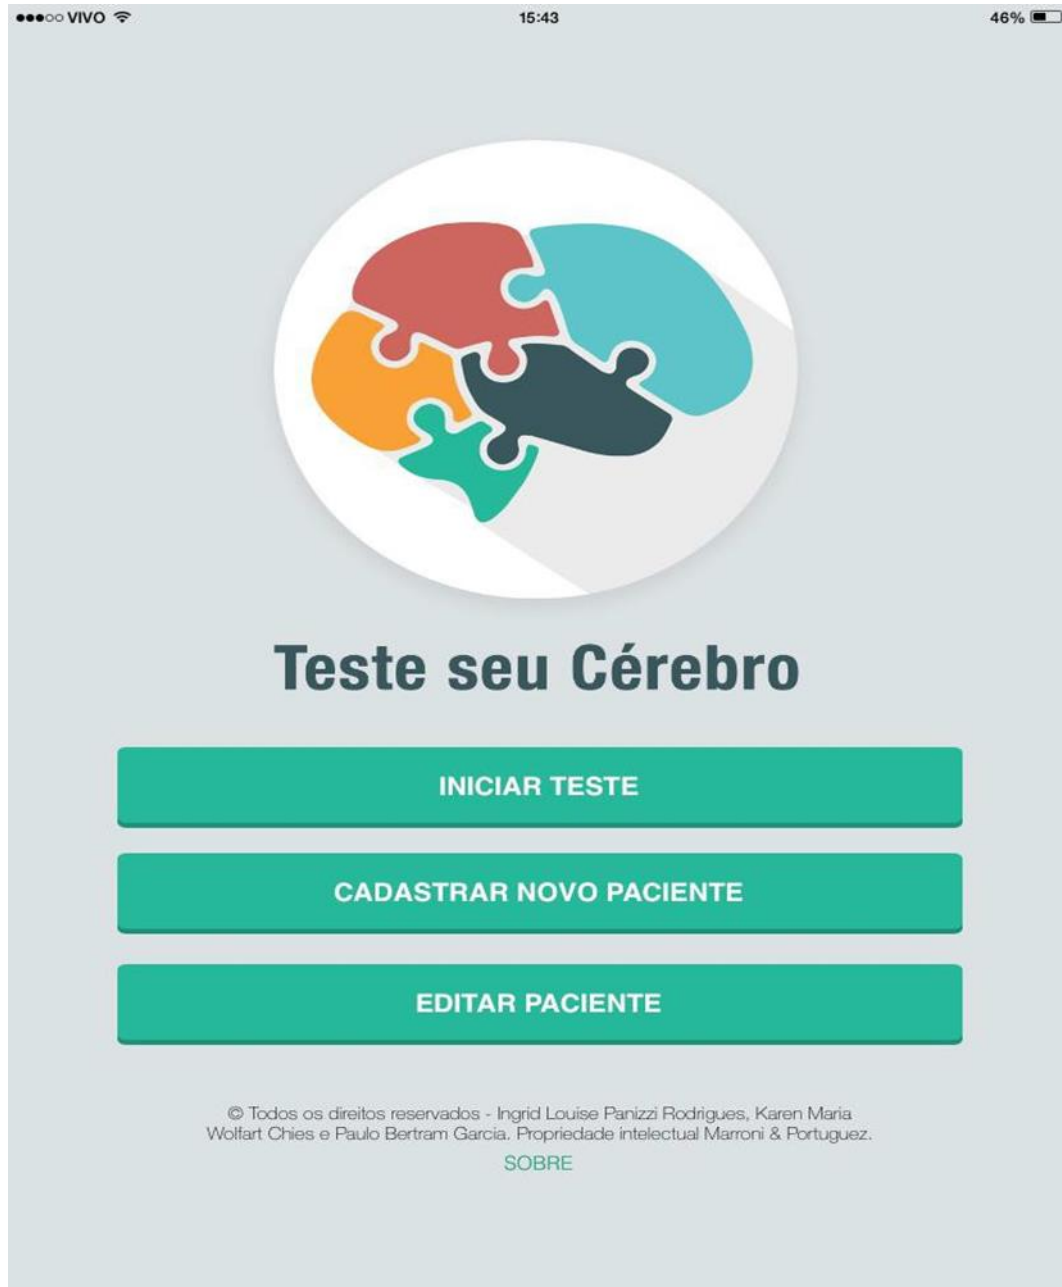 VIVO 15:43 46%
Teste seu Cérebro
INICIAR TESTE
CADASTRAR NOVO PACIENTE
EDITAR PACIENTE
© Todos os direitos reservados - Ingrid Louise Panizzi Rodrigues, Karen Maria
Wolfart Chies e Paulo Bertram Garcia. Propriedade intelectual Marroni & Portuguez.
SOBRE